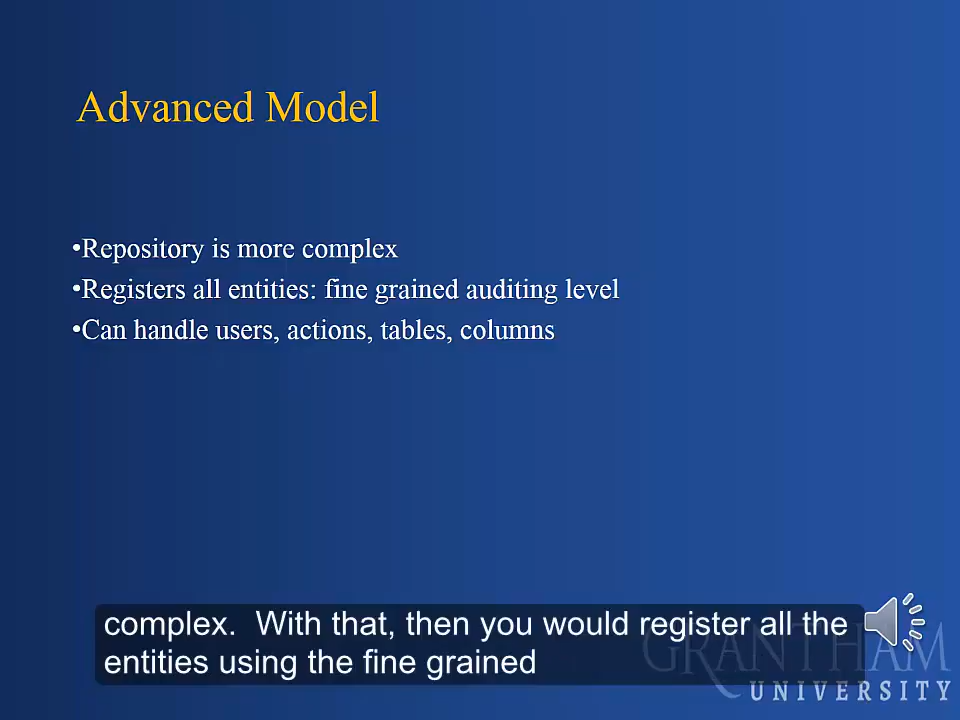 Advanced Model
•Repository is more complex
•Registers all entities: fine grained auditing level
•Can handle users, actions, tables, columns
complex.  With that, then you would register all the
entities using the fine grained
GRANTHAM
UNIVERSITY